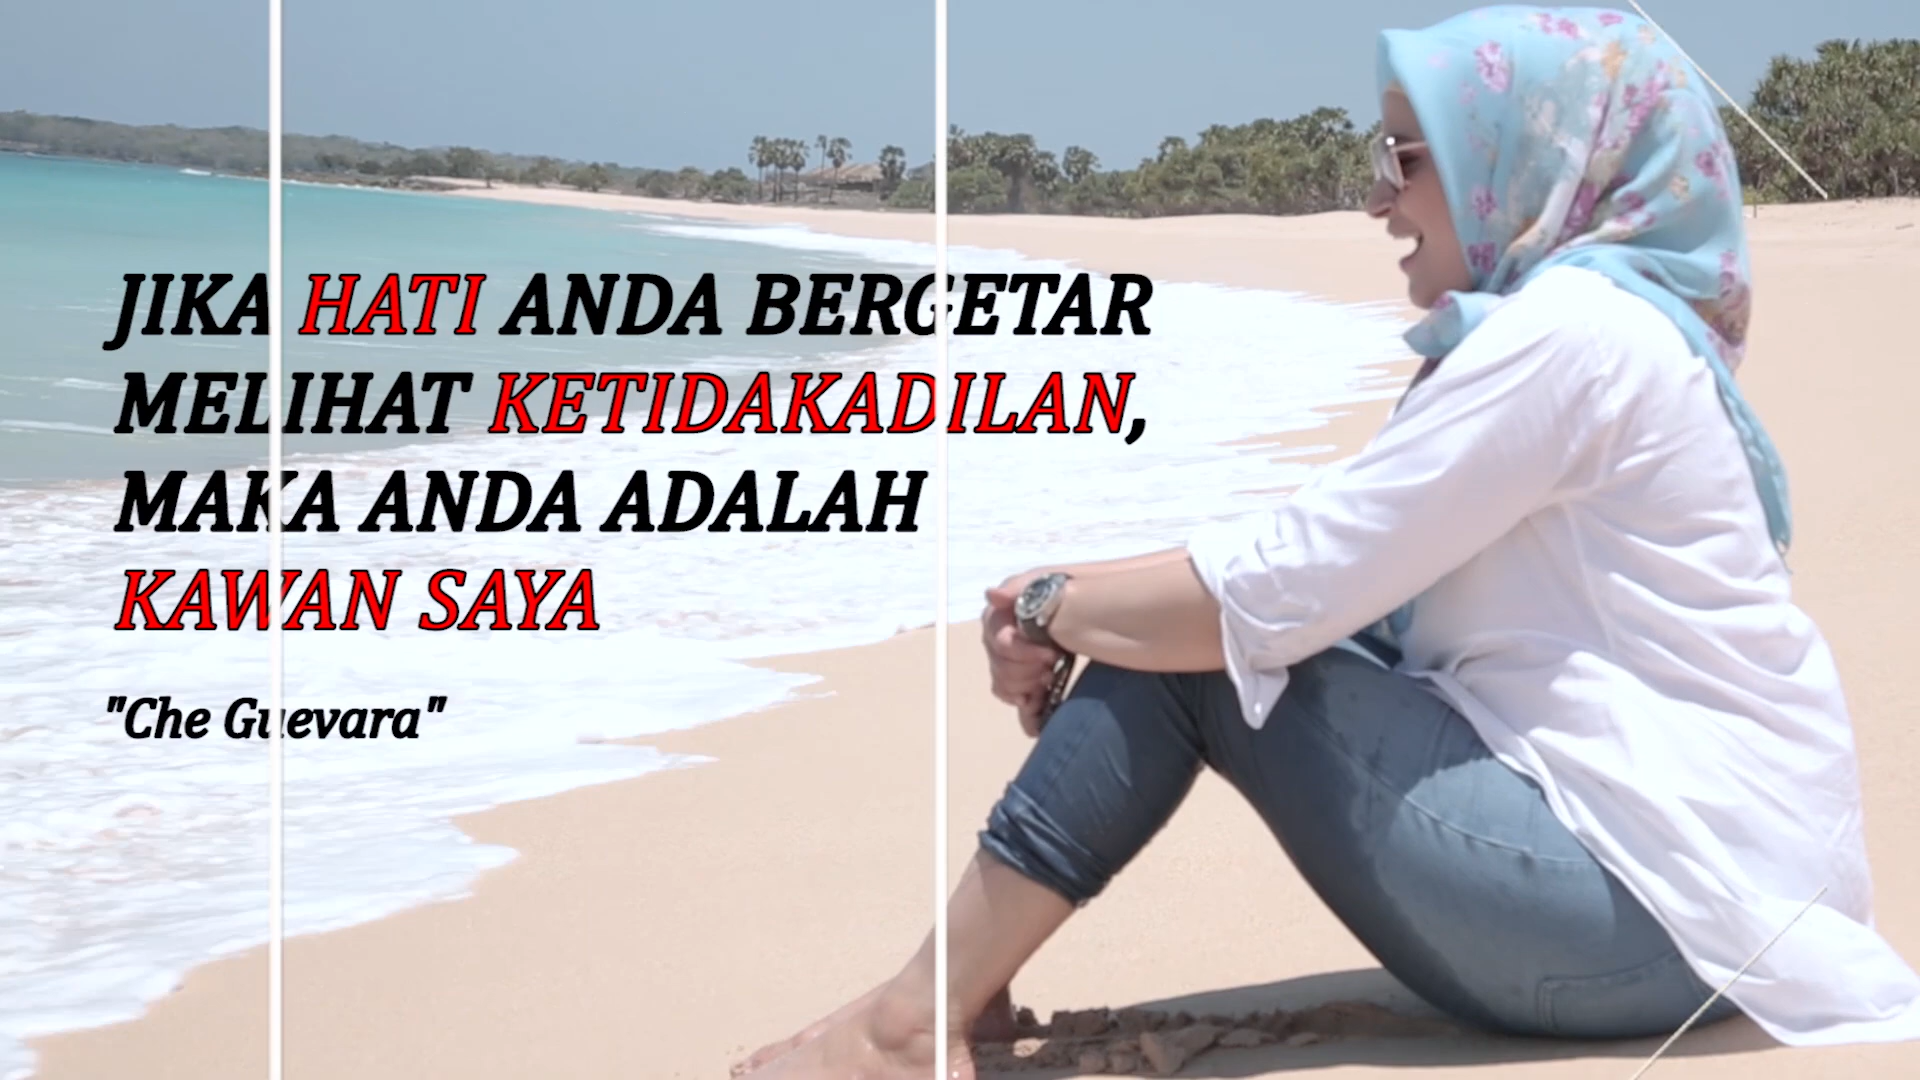 JIKA HATI ANDA BERGETAR
MELIHAT KETIDAKADILAN,
MAKA ANDA ADALAH
KAWAN SAYA
"Che Guevara"